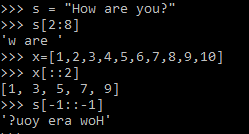 >>> s = "How are you?"
>>> s[2:8]
'w are '
>>> x=[1,2,3,4,5,6,7,8,9,10]
>>> x[::2]
[1, 3, 5, 7, 9]
>>> s[-1::-1]
'?uoy era woH'